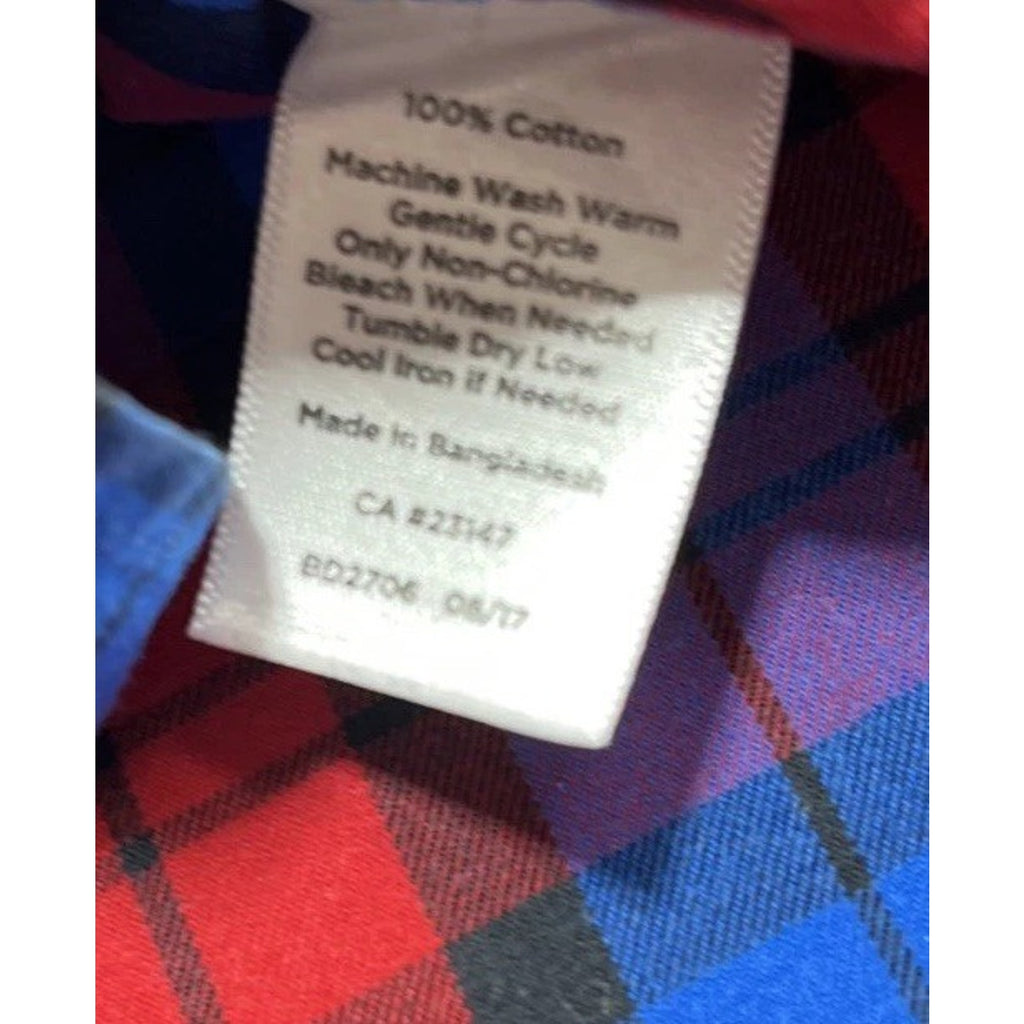 100% Cotton
Machine Wash Warm
Gentle Cycle
Only Non-Chlorine
Bleach When Needed
Tumble Dry Low
Cool Iron if Needed
Made in Bangladesh
CA #23147
BD2706 08/17